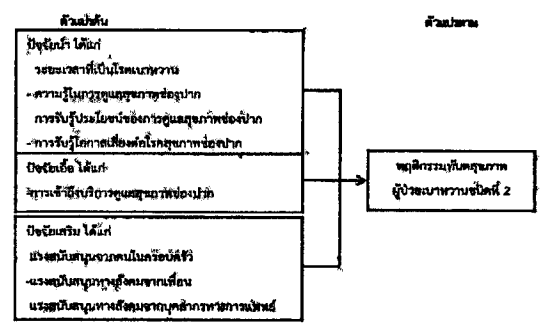 ตัวแปรต้น
ตัวแปรตาม
ปัจจัยนำ ได้แก่
ระยะเวลาที่เป็นโรคเบาหวาน
- ความรู้ในการดูแลสุขภาพช่องปาก
การรับรู้ประโยชน์ของการดูแลสุขภาพช่องปาก
- การรับรู้โอกาสเสี่ยงต่อโรคสุขภาพช่องปาก
ปัจจัยเอื้อ ได้แก่
-การเข้าถึงบริการดูแลสุขภาพช่องปาก
พฤติกรรมทันตสุขภาพ
ผู้ป่วยเบาหวานชนิดที่ 2
ปัจจัยเสริม ได้แก่
แรงสนับสนุนจากคนในครอบครัว
-แรงสนับสนุนทางสังคมจากเพื่อน
แรงสนับสนุนทางสังคมจากบุคลากรทางการแพทย์